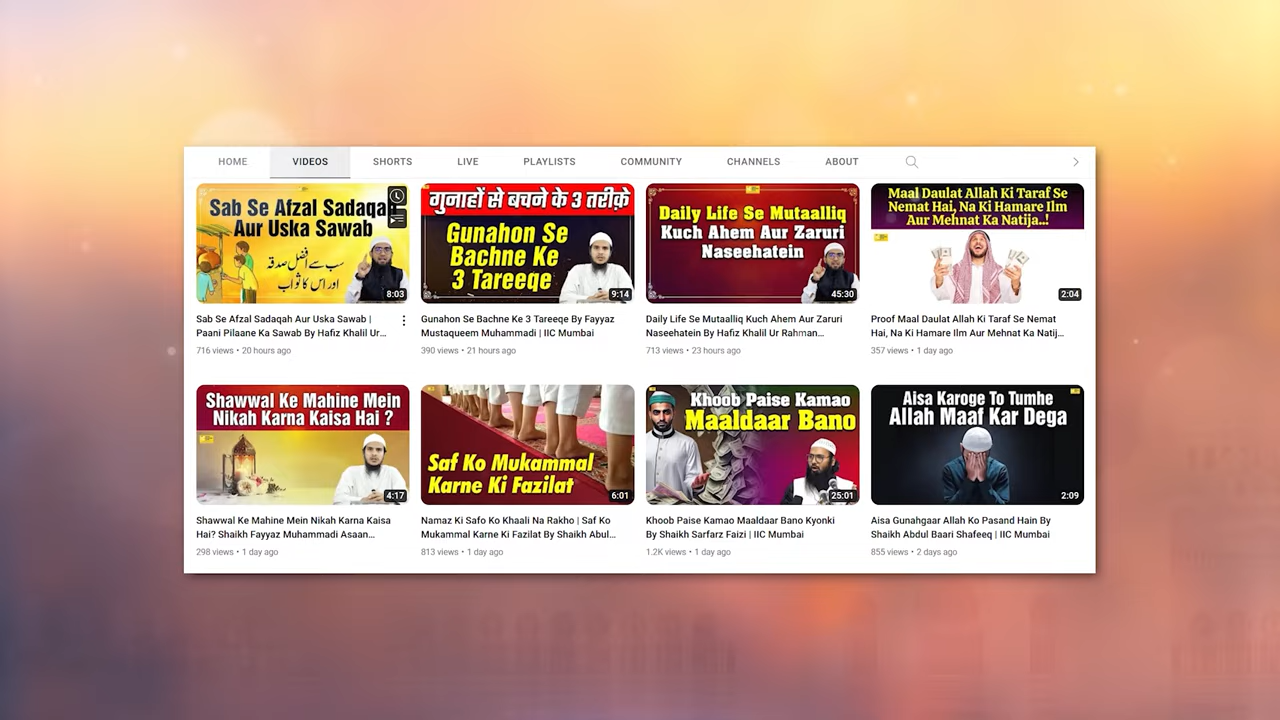 HOME VIDEOS SHORTS LIVE PLAYLISTS COMMUNITY CHANNELS ABOUT
Sab Se Afzal Sadaqah
Aur Uska Sawab
سب سے افضل صدقہ
اور اس کا ثواب
8:03
Sab Se Afzal Sadaqah Aur Uska Sawab |
Paani Pilaane Ka Sawab By Hafiz Khalil Ur...
716 views • 20 hours ago
गुनाहों से बचने के 3 तरीक़े
Gunahon Se
Bachne Ke
3 Tareeqe
9:14
Gunahon Se Bachne Ke 3 Tareeqe By Fayyaz
Mustaqueem Muhammadi | IIC Mumbai
390 views • 21 hours ago
Daily Life Se Mutaalliq
Kuch Ahem Aur Zaruri
Naseehatein
45:30
Daily Life Se Mutaalliq Kuch Ahem Aur Zaruri
Naseehatein By Hafiz Khalil Ur Rahman...
713 views • 23 hours ago
Maal Daulat Allah Ki Taraf Se
Nemat Hai, Na Ki Hamare Ilm
Aur Mehnat Ka Natija..!
2:04
Proof Maal Daulat Allah Ki Taraf Se Nemat
Hai, Na Ki Hamare Ilm Aur Mehnat Ka Natij...
357 views • 1 day ago
Shawwal Ke Mahine Mein
Nikah Karna Kaisa Hai ?
4:17
Shawwal Ke Mahine Mein Nikah Karna Kaisa
Hai? Shaikh Fayyaz Muhammadi Asaan...
298 views • 1 day ago
Saf Ko Mukammal
Karne Ki Fazilat
6:01
Namaz Ki Safo Ko Khaali Na Rakho | Saf Ko
Mukammal Karne Ki Fazilat By Shaikh Abul...
813 views • 1 day ago
Khoob Paise Kamao
Maaldaar Bano
25:01
Khoob Paise Kamao Maaldaar Bano Kyonki
By Shaikh Sarfarz Faizi | IIC Mumbai
1.2K views • 1 day ago
Aisa Karoge To Tumhe
Allah Maaf Kar Dega
2:09
Aisa Gunahgaar Allah Ko Pasand Hain By
Shaikh Abdul Baari Shafeeq | IIC Mumbai
855 views • 2 days ago